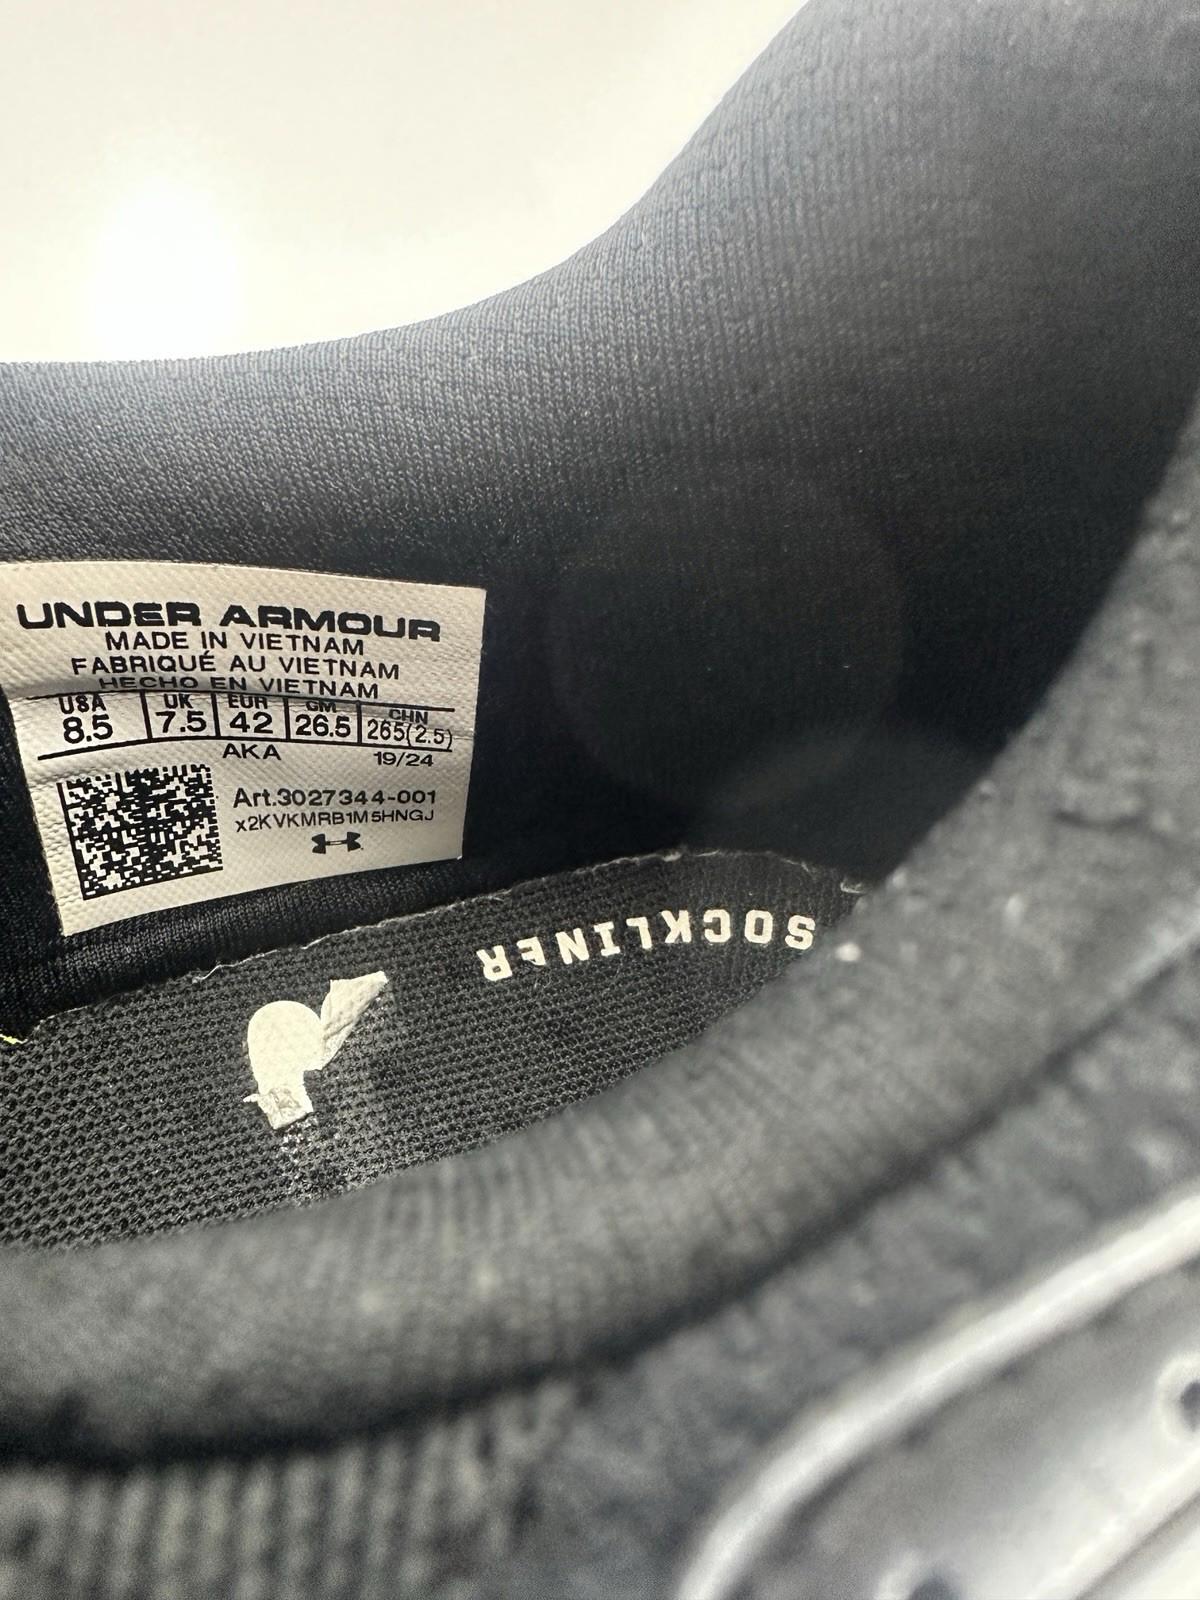 UNDER ARMOUR
MADE IN VIETNAM
FABRIQUÉ AU VIETNAM
HECHO EN VIETNAM
USA UK EUR CM CHN
8.5 7.5 42 26.5 265(2.5)
AKA 19/24
Art.3027344-001
x2KVKMRB1M5HNGJ
SOCKLINER